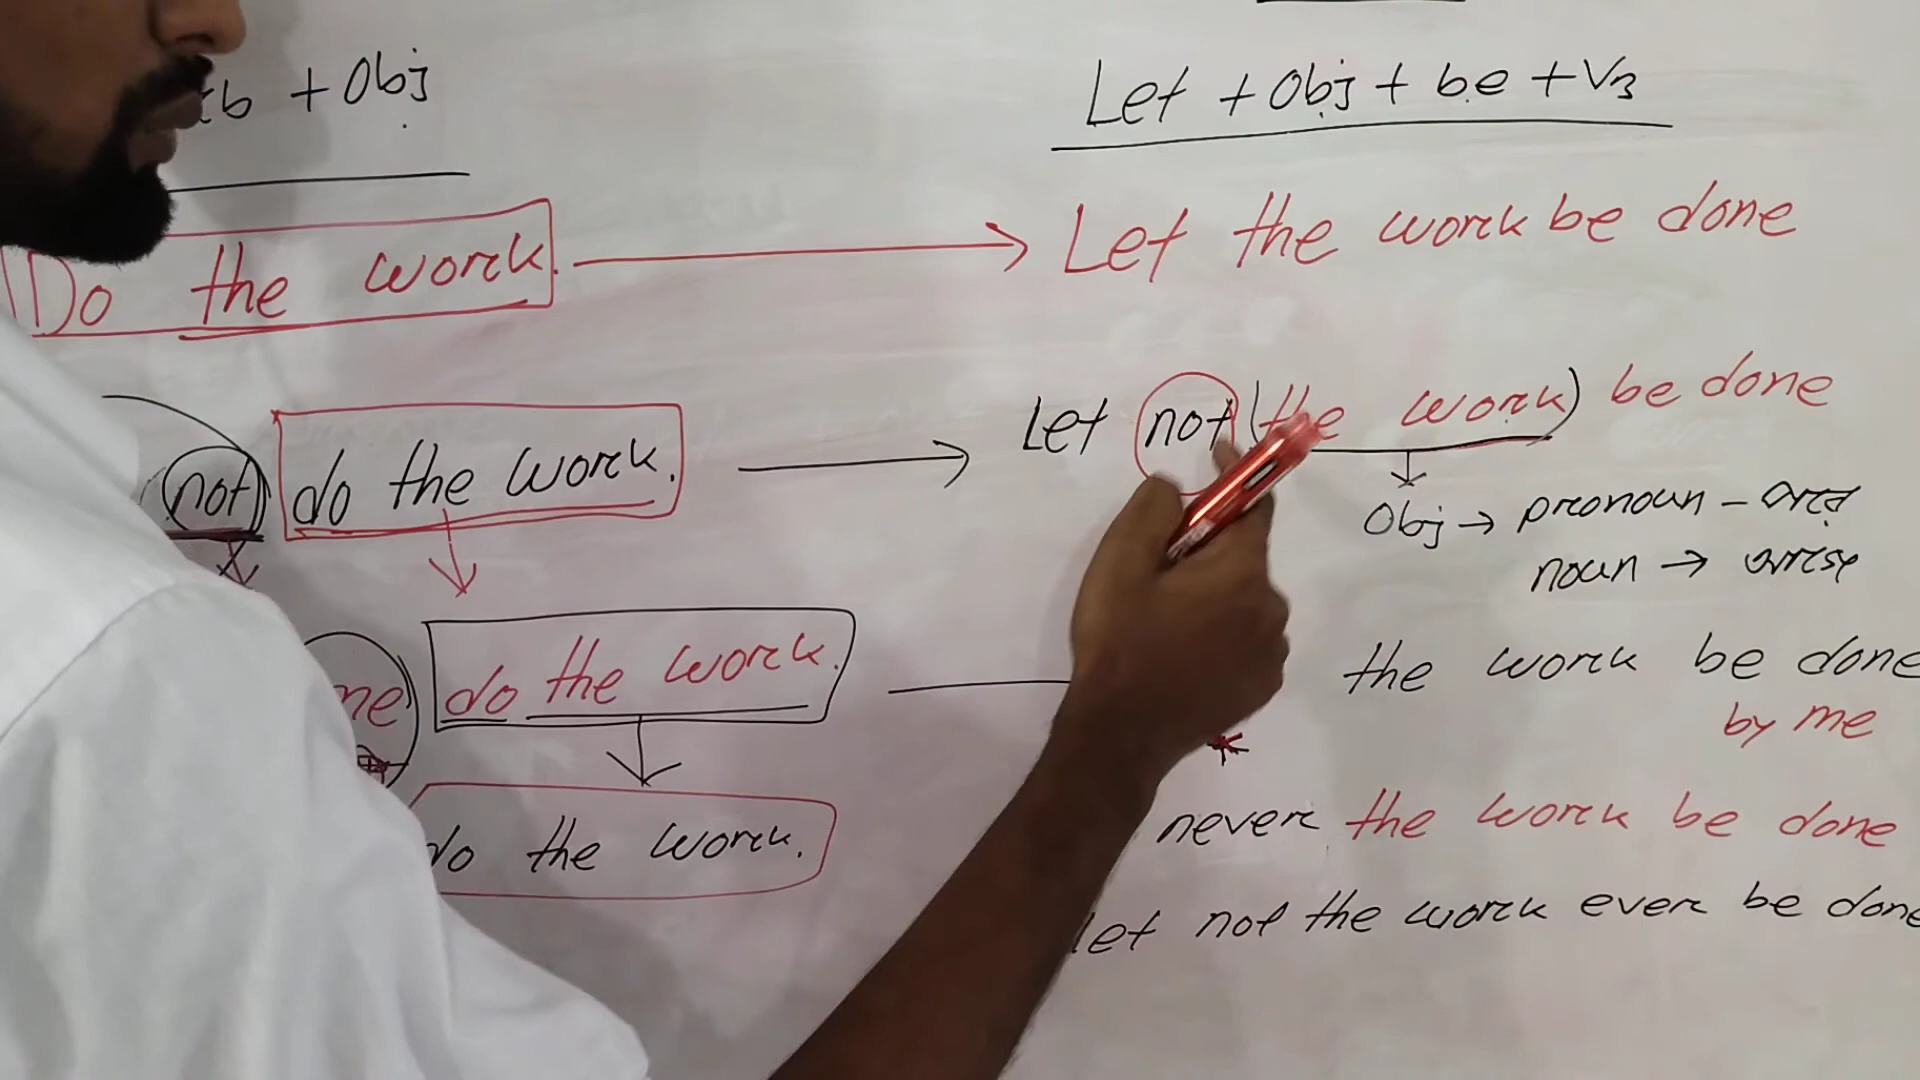 + Obj
Let + Obj + be + V3
Do the work.
Let the work be done
not do the work.
Let not (the work) be done
Obj → pronoun -
noun →
me do the work.
the work be done
by me
do the work.
never the work be done
Let not the work ever be done